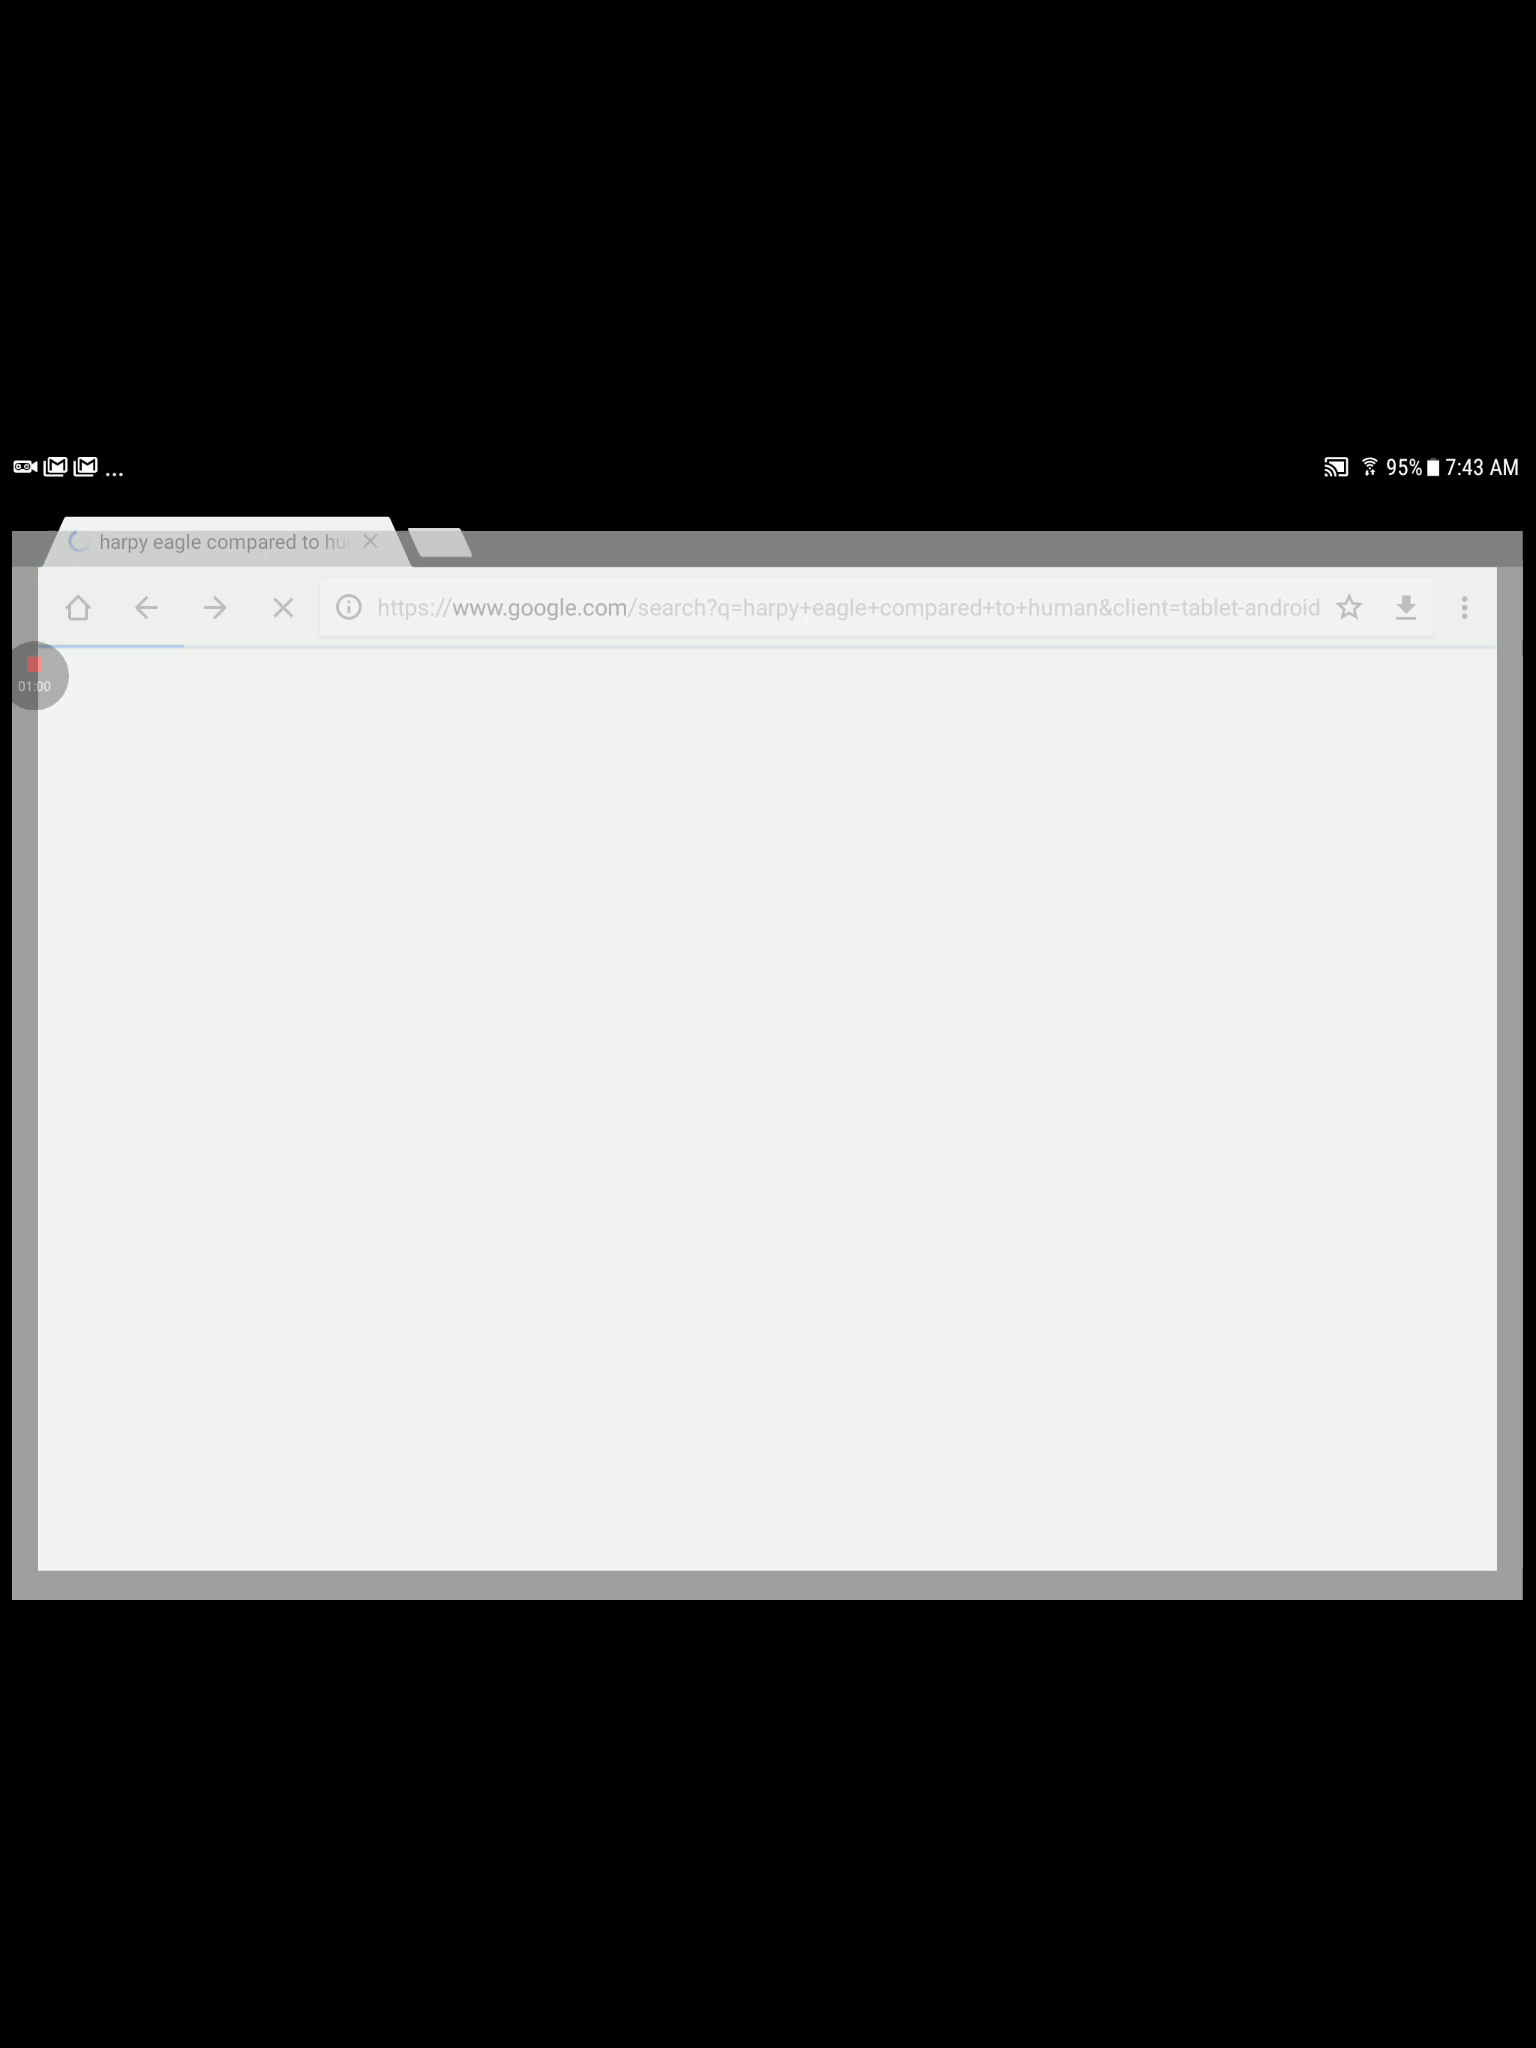 ... 95% 7:43 AM
harpy eagle compared to hu
https://www.google.com/search?q=harpy+eagle+compared+to+human&client=tablet-android
01:00